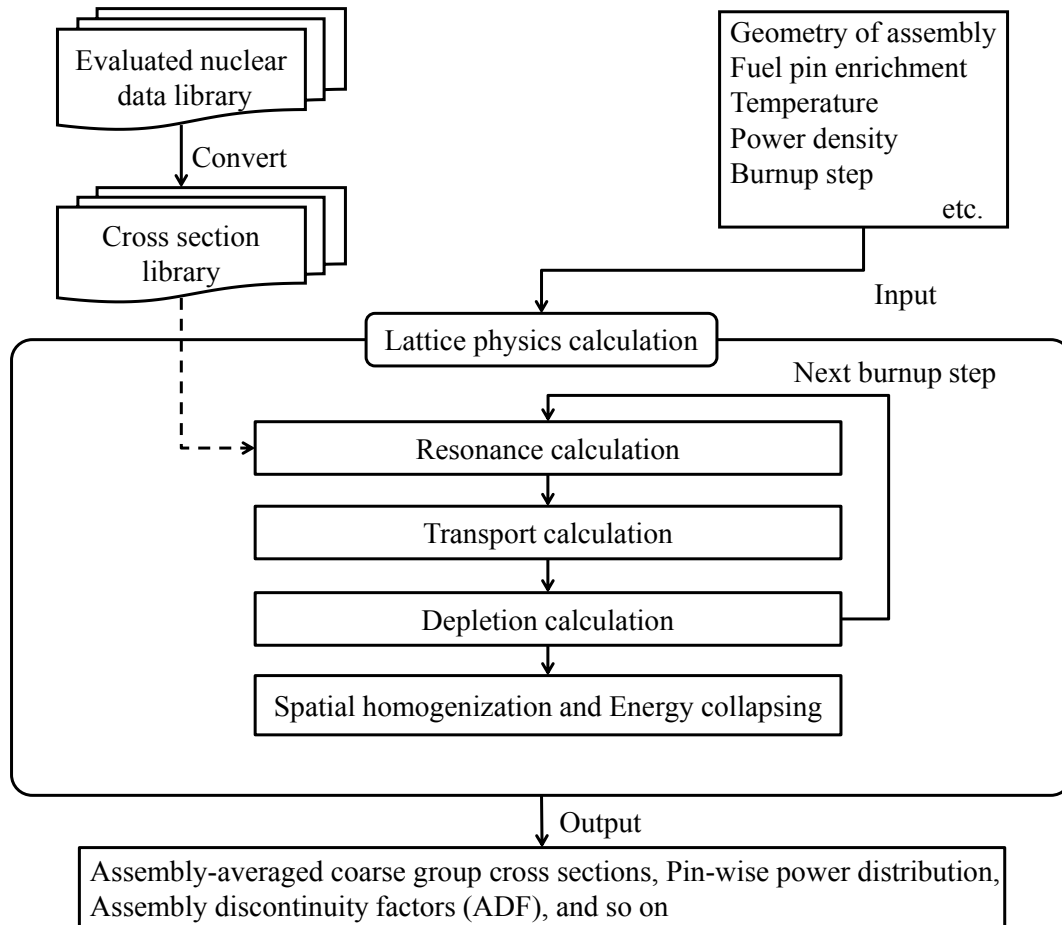 Evaluated nuclear
data library
Convert
Cross section
library
Geometry of assembly
Fuel pin enrichment
Temperature
Power density
Burnup step
etc.
Input
Lattice physics calculation
Next burnup step
Resonance calculation
Transport calculation
Depletion calculation
Spatial homogenization and Energy collapsing
Output
Assembly-averaged coarse group cross sections, Pin-wise power distribution,
Assembly discontinuity factors (ADF), and so on